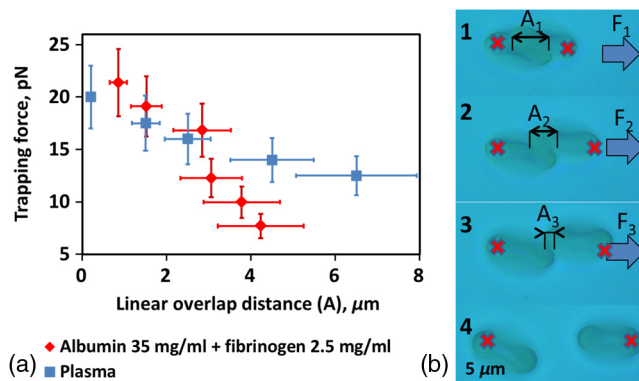 25
20
15
10
5
0
2
4
6
8
Trapping force, pN
Linear overlap distance (A), µm
Albumin 35 mg/ml + fibrinogen 2.5 mg/ml
Plasma
(a)
1
A1
F1
2
A2
F2
3
A3
F3
4
5 µm
(b)